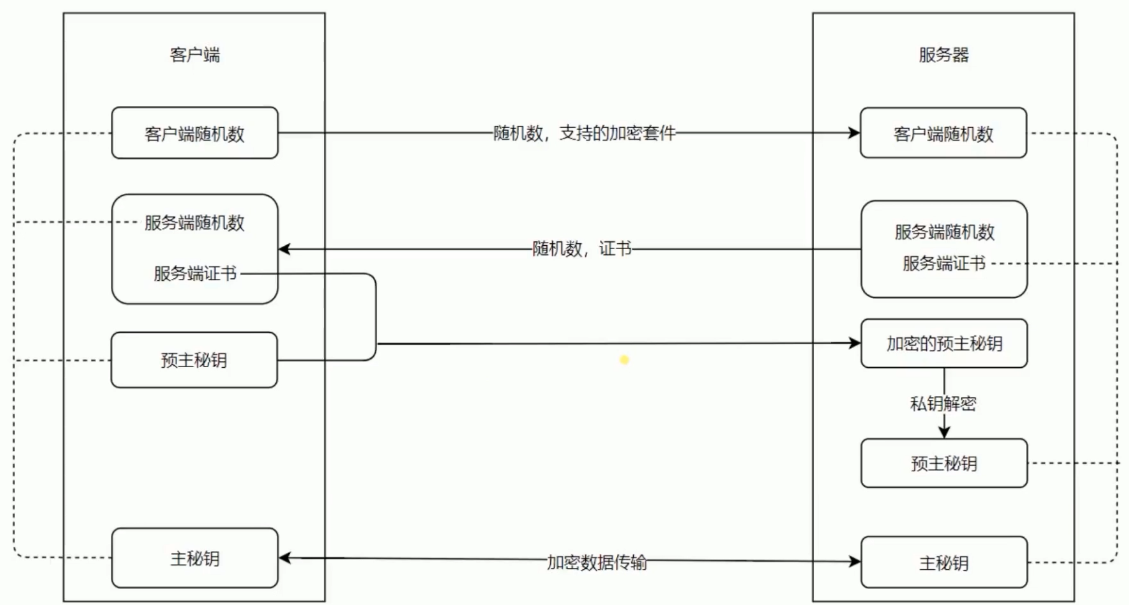 客户端
服务器
客户端随机数
随机数，支持的加密套件
客户端随机数
服务端随机数
服务端证书
随机数，证书
服务端随机数
服务端证书
预主秘钥
加密的预主秘钥
私钥解密
预主秘钥
主秘钥
加密数据传输
主秘钥